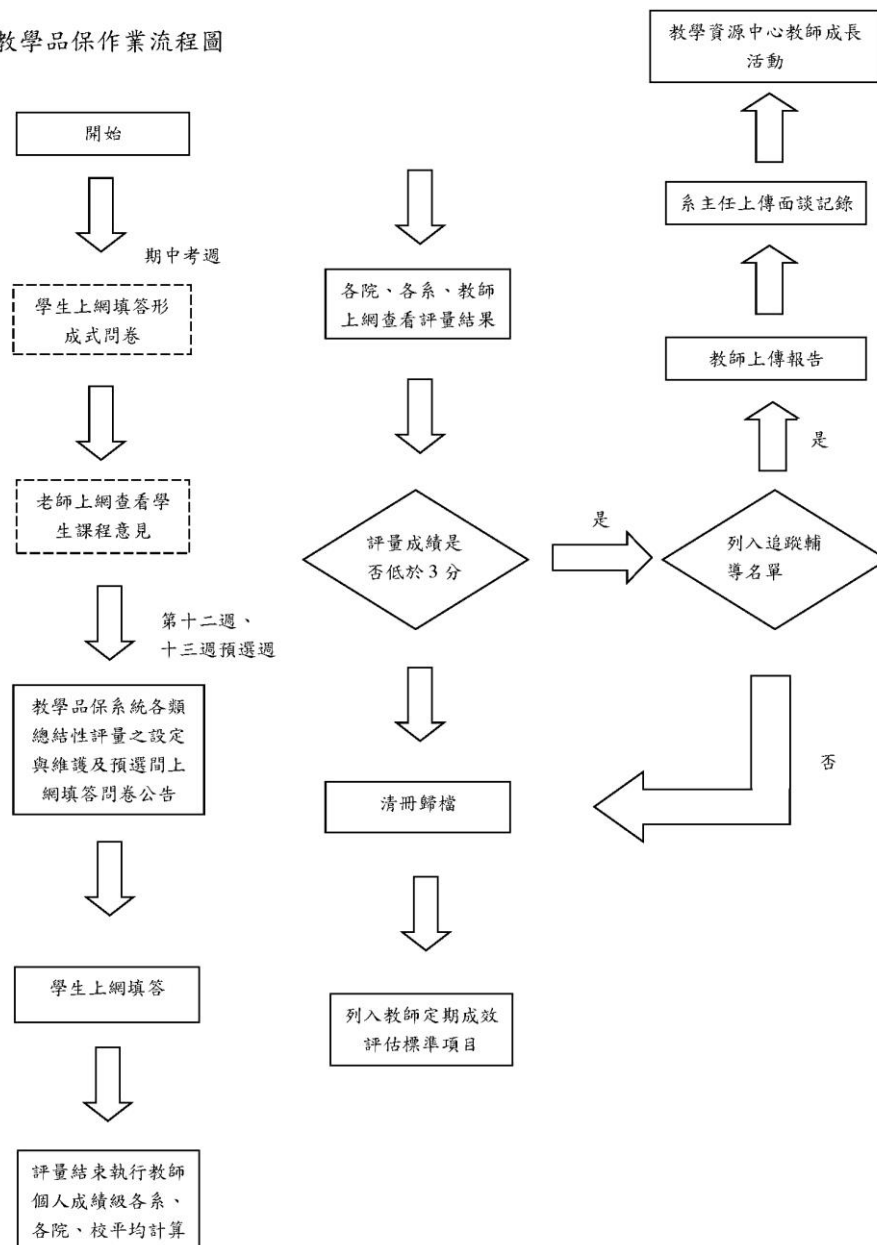 教學品保作業流程圖
開始
期中考週
學生上網填答形
成式問卷
老師上網查看學
生課程意見
第十二週、
十三週預選週
教學品保系統各類
總結性評量之設定
與維護及預選間上
網填答問卷公告
學生上網填答
評量結束執行教師
個人成績級各系、
各院、校平均計算
各院、各系、教師
上網查看評量結果
評量成績是
否低於 3 分
是
清冊歸檔
列入教師定期成效
評估標準項目
教學資源中心教師成長
活動
系主任上傳面談記錄
教師上傳報告
是
列入追蹤輔
導名單
否